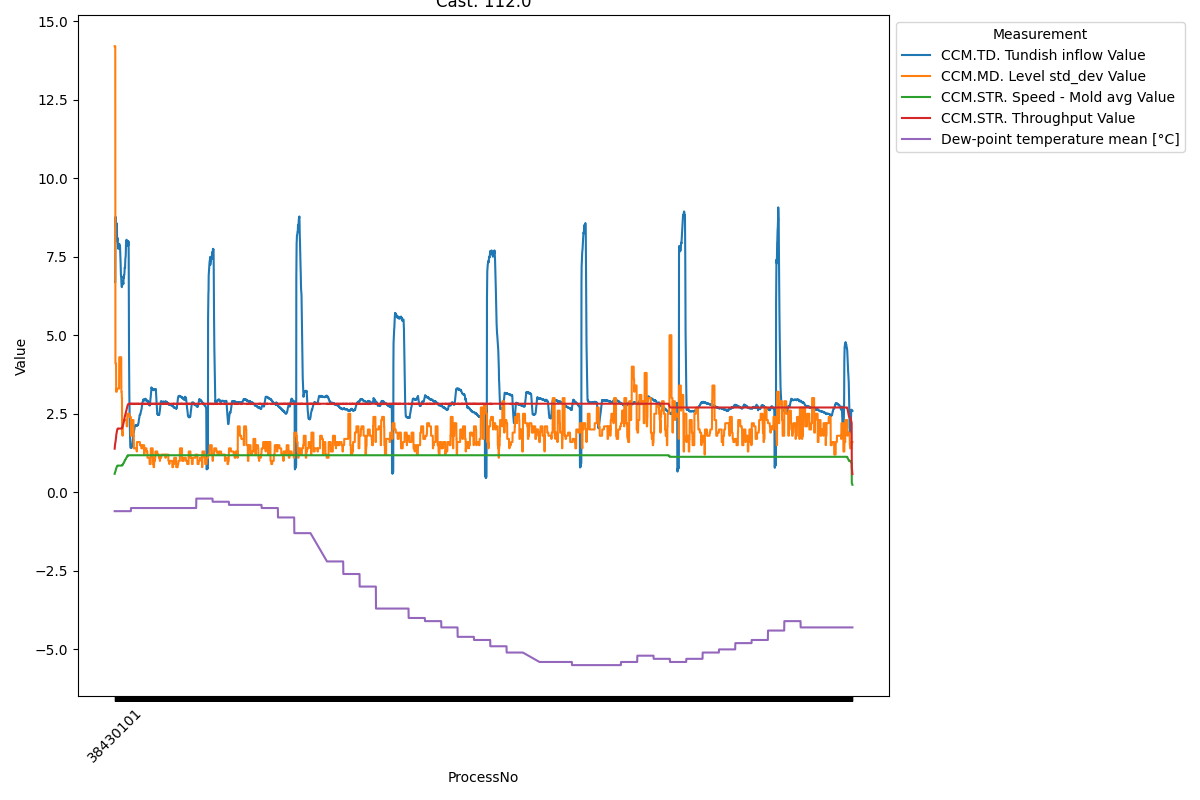 Cast: 112.0
Measurement
CCM.TD. Tundish inflow Value
CCM.MD. Level std_dev Value
CCM.STR. Speed - Mold avg Value
CCM.STR. Throughput Value
Dew-point temperature mean [°C]
15.0
12.5
10.0
7.5
5.0
2.5
0.0
−2.5
−5.0
Value
38430101
ProcessNo